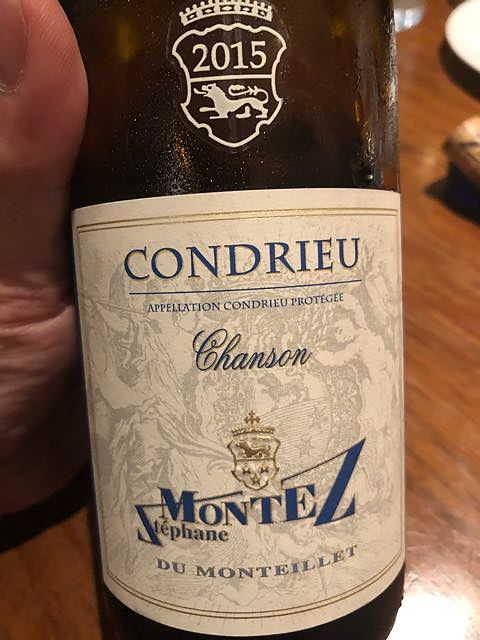 2015
CONDRIEU
APPELLATION CONDRIEU PROTÉGÉE
Chanson
MONTEZ
Stéphane
DU MONTEILLET